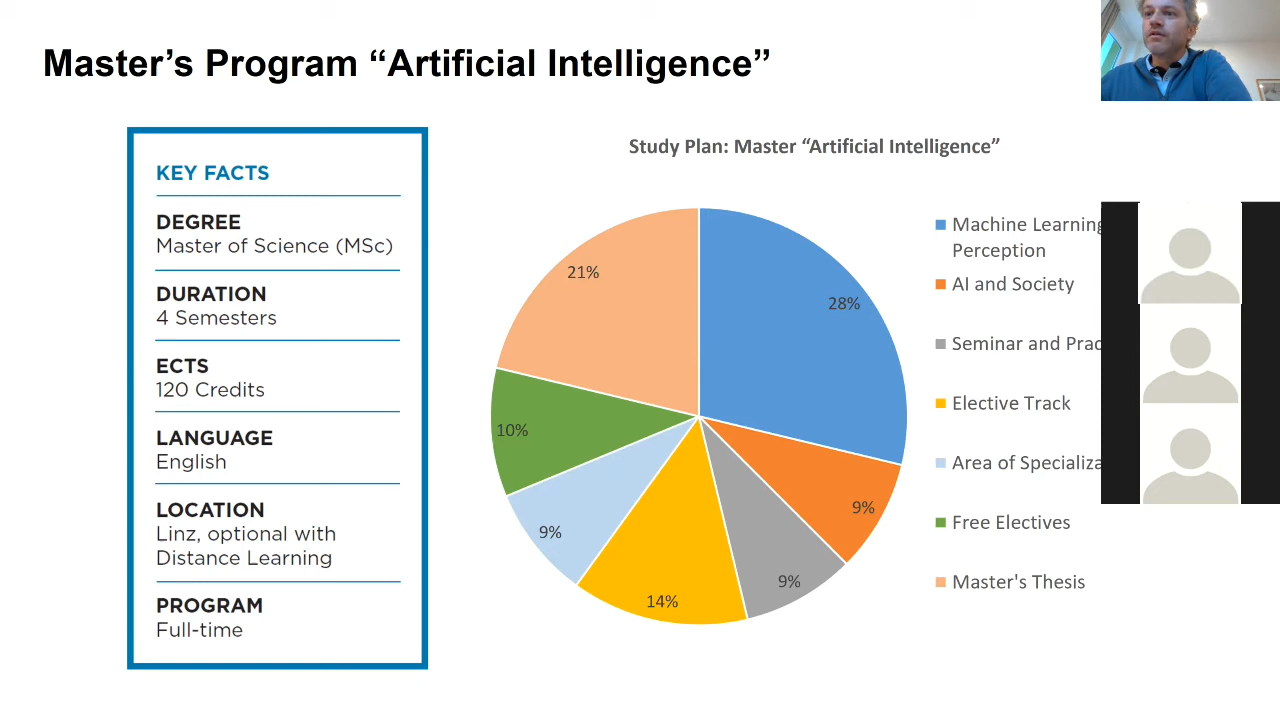 Master's Program “Artificial Intelligence”
KEY FACTS
DEGREE
Master of Science (MSc)
DURATION
4 Semesters
ECTS
120 Credits
LANGUAGE
English
LOCATION
Linz, optional with
Distance Learning
PROGRAM
Full-time
Study Plan: Master “Artificial Intelligence”
21%
28%
10%
9%
9%
14%
9%
Machine Learning
Perception
AI and Society
Seminar and
Elective Track
Area of
Free Electives
Master's Thesis